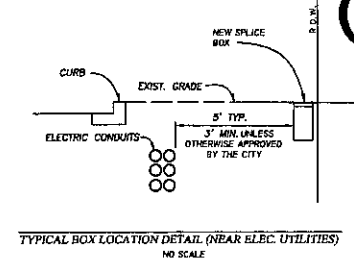 R.O.W.
NEW SPLICE
BOX
CURB
EXIST. GRADE
5' TYP.
ELECTRIC CONDUITS
3' MIN. UNLESS
OTHERWISE APPROVED
BY THE CITY
TYPICAL BOX LOCATION DETAIL (NEAR ELEC. UTILITIES)
NO SCALE